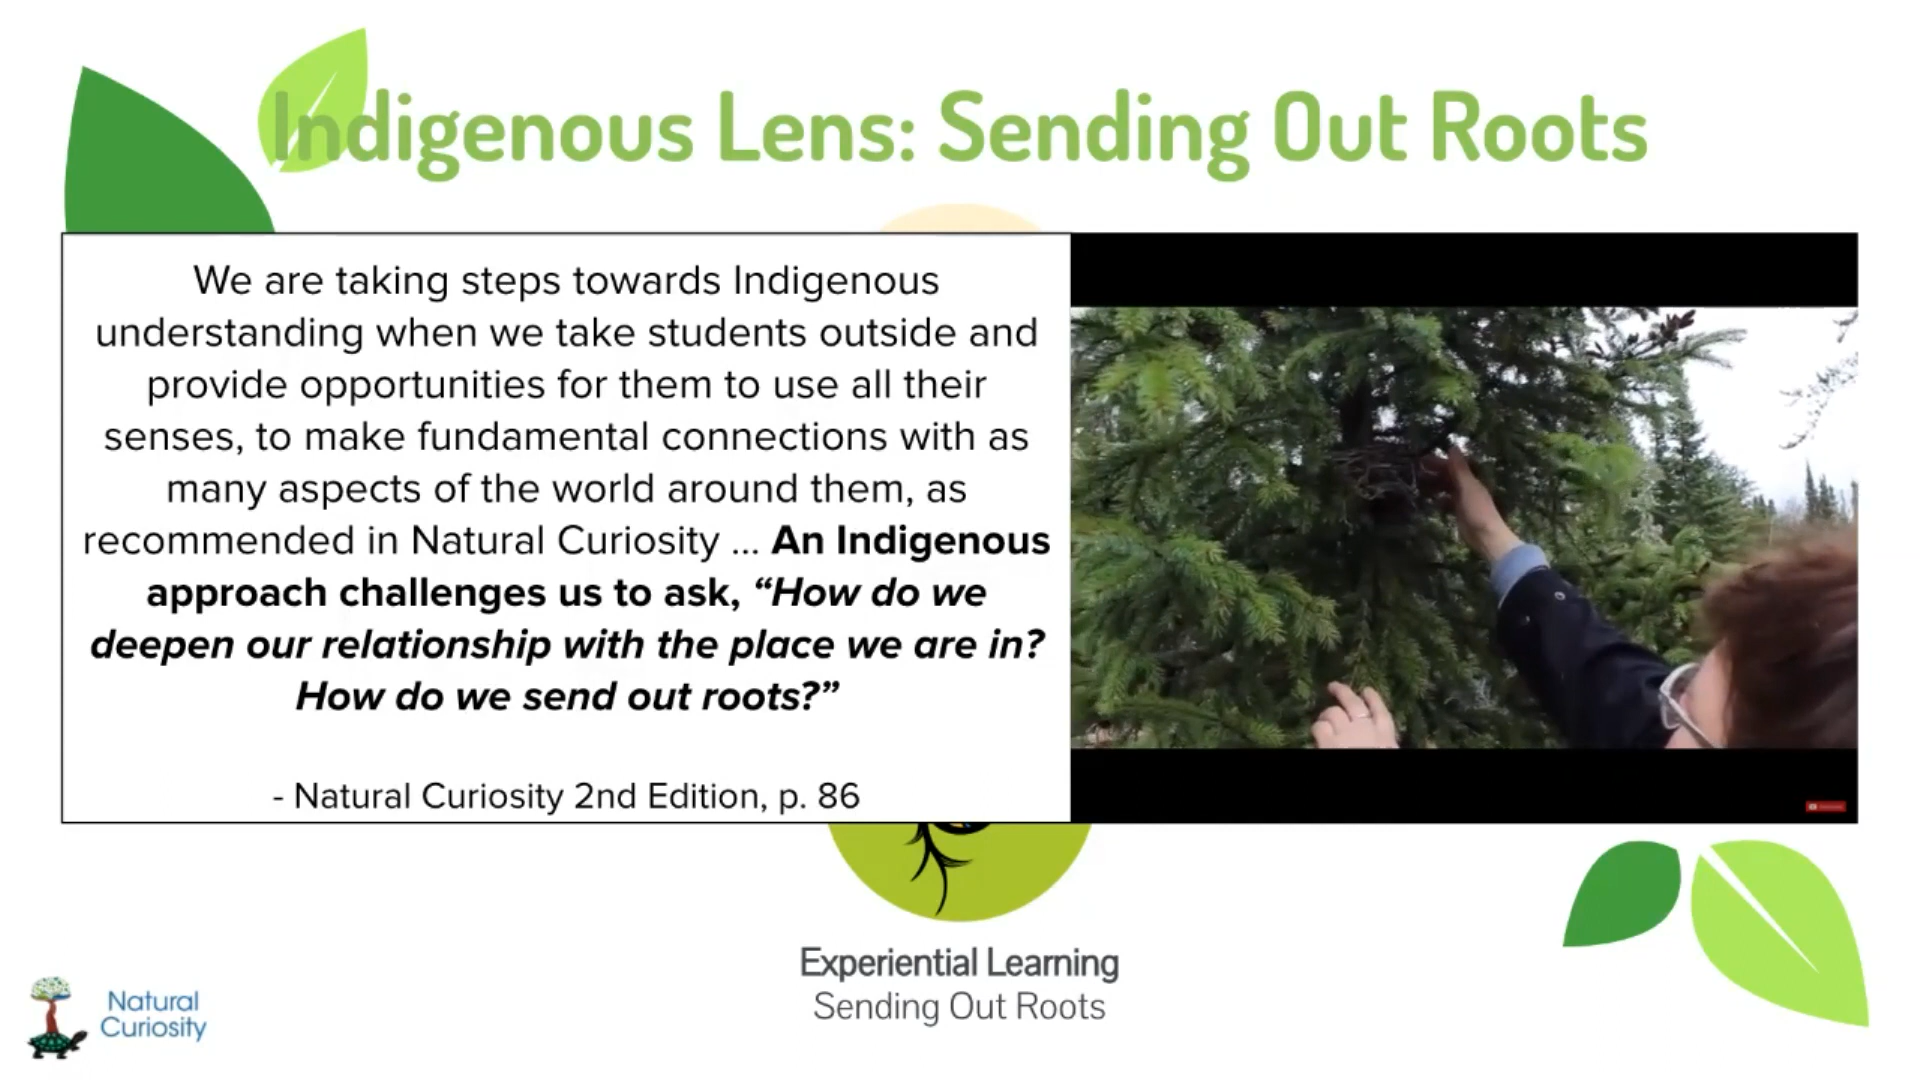 Indigenous Lens: Sending Out Roots
We are taking steps towards Indigenous
understanding when we take students outside and
provide opportunities for them to use all their
senses, to make fundamental connections with as
many aspects of the world around them, as
recommended in Natural Curiosity ... An Indigenous
approach challenges us to ask, “How do we
deepen our relationship with the place we are in?
How do we send out roots?”
- Natural Curiosity 2nd Edition, p. 86
Experiential Learning
Sending Out Roots
Natural
Curiosity